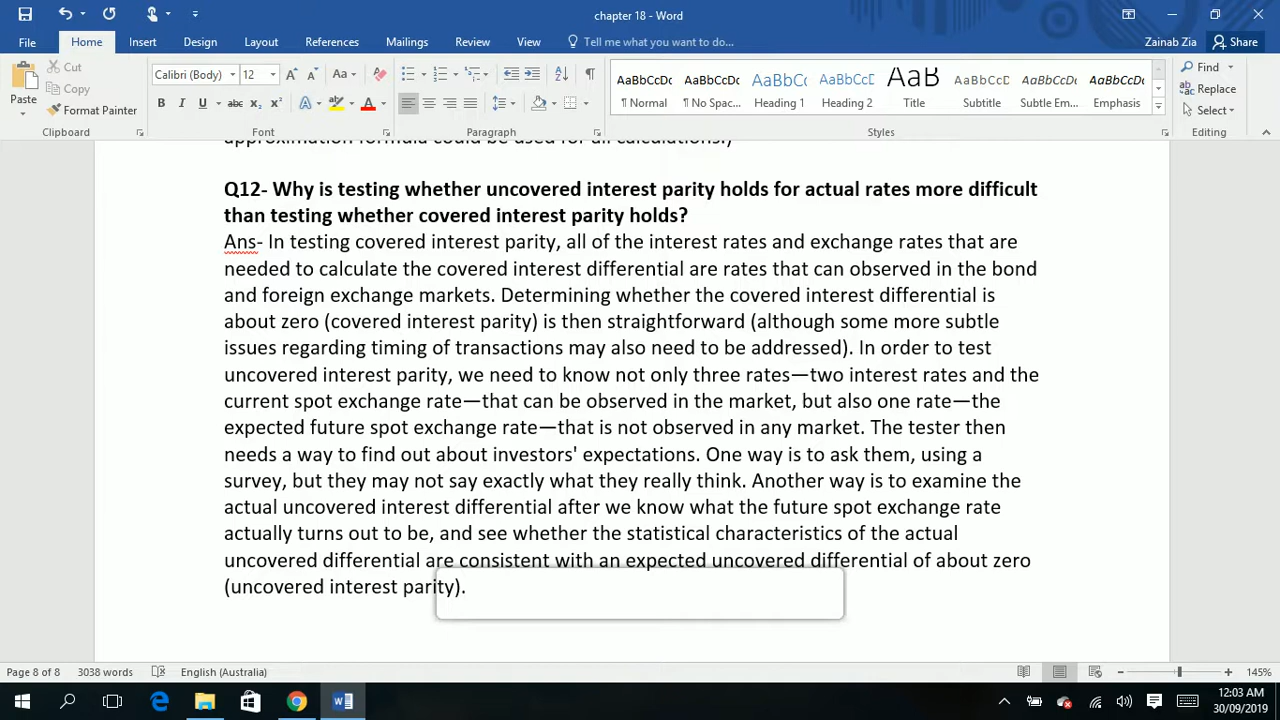 chapter 18 - Word
Zainab Zia
Share
File
Home
Insert
Design
Layout
References
Mailings
Review
View
Tell me what you want to do...
Cut
Copy
Format Painter
Paste
Clipboard
Calibri (Body)
12
Font
Paragraph
AaBbCcDc
¶ Normal
AaBbCcDc
¶ No Spac...
AaBbCc
Heading 1
AaBbCcC
Heading 2
AaB
Title
AaBbCcD
Subtitle
AaBbCcDc
Subtle Em...
AaBbCcDc
Emphasis
Styles
Find
Replace
Select
Editing
approximation formula could be used for all calculations.)
Q12- Why is testing whether uncovered interest parity holds for actual rates more difficult
than testing whether covered interest parity holds?
Ans- In testing covered interest parity, all of the interest rates and exchange rates that are
needed to calculate the covered interest differential are rates that can observed in the bond
and foreign exchange markets. Determining whether the covered interest differential is
about zero (covered interest parity) is then straightforward (although some more subtle
issues regarding timing of transactions may also need to be addressed). In order to test
uncovered interest parity, we need to know not only three rates—two interest rates and the
current spot exchange rate—that can be observed in the market, but also one rate—the
expected future spot exchange rate—that is not observed in any market. The tester then
needs a way to find out about investors' expectations. One way is to ask them, using a
survey, but they may not say exactly what they really think. Another way is to examine the
actual uncovered interest differential after we know what the future spot exchange rate
actually turns out to be, and see whether the statistical characteristics of the actual
uncovered differential are consistent with an expected uncovered differential of about zero
(uncovered interest parity).
Page 8 of 8
3038 words
English (Australia)
145%
12:03 AM
30/09/2019